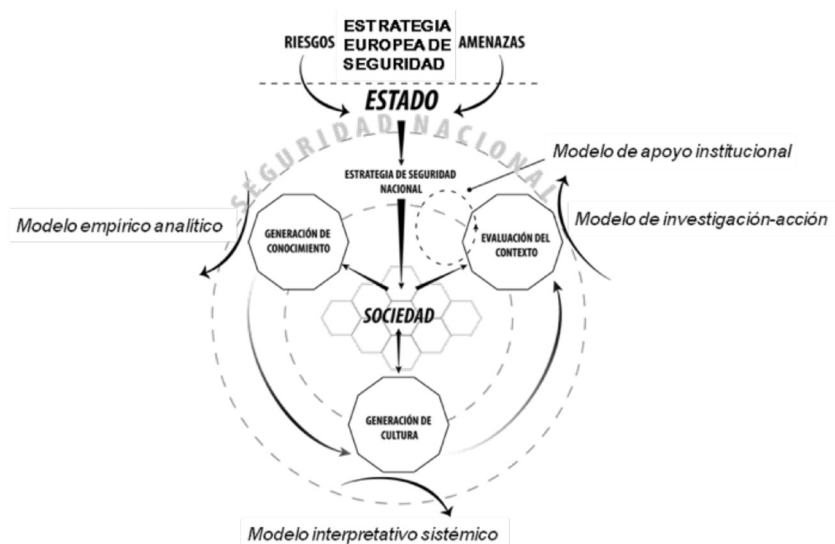 ESTRATEGIA
RIESGOS EUROPEA DE AMENAZAS
SEGURIDAD
ESTADO
SEGURIDAD NACIONAL
Modelo de apoyo institucional
ESTRATEGIA DE SEGURIDAD
NACIONAL
Modelo empírico analítico
Modelo de investigación-acción
GENERACIÓN DE
CONOCIMIENTO
EVALUACIÓN DEL
CONTEXTO
SOCIEDAD
GENERACIÓN DE
CULTURA
Modelo interpretativo sistémico